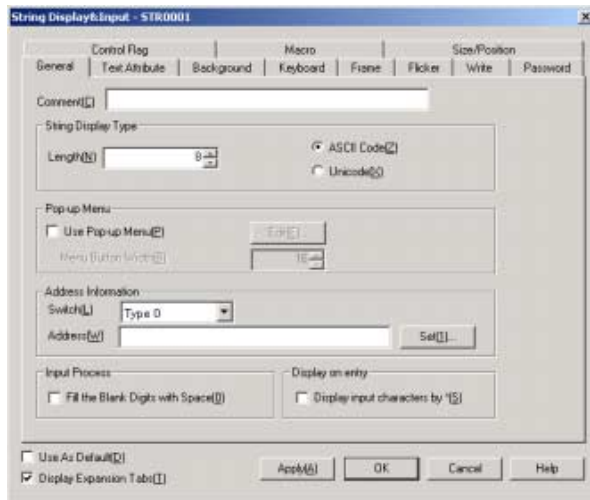 String Display&Input - STR0001
Control Flag Macro Size/Position
General Text Attribute Background Keyboard Frame Flicker Write Password
Comment(C)
String Display Type
Length(N) 8 ASCII Code(Z)
Unicode(X)
Pop-up Menu
Use Pop-up Menu(P) Edit(E)...
Menu Button Width(B) 16
Address Information
Switch(L) Type 0
Address(W) Set(1)...
Input Process Display on entry
Fill the Blank Digits with Space(0) Display input characters by *(S)
Use As Default(D)
Display Expansion Tabs(T) Apply(A) OK Cancel Help